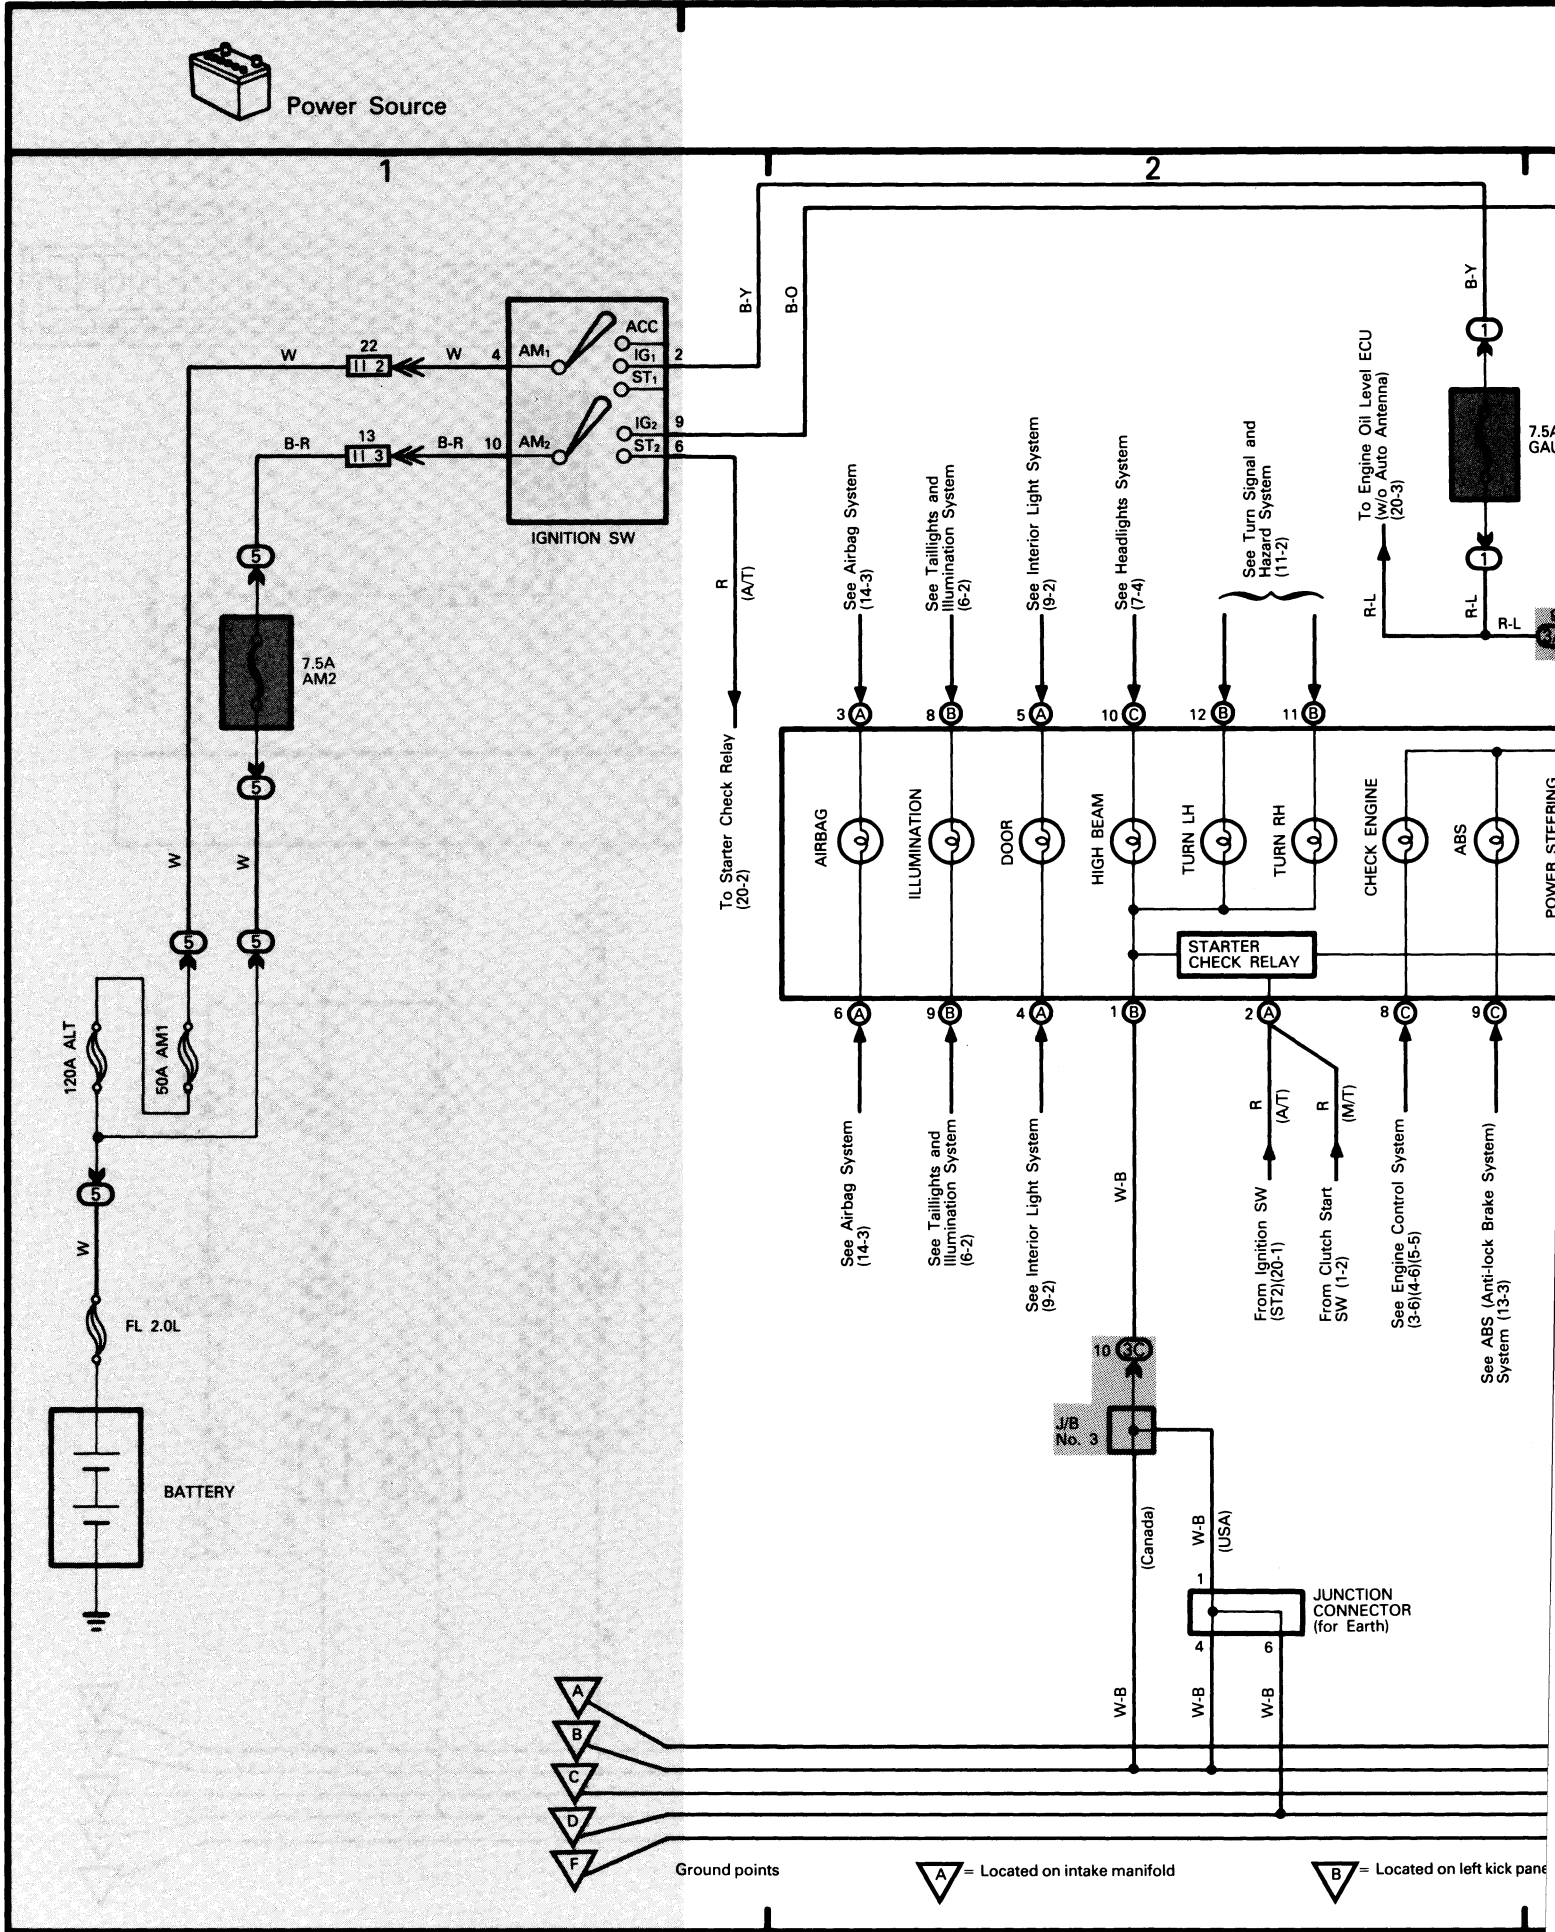 Power Source
1
2
B-Y
B-O
B-Y
1
ACC
W
22
II 2
W
4
AM1
IG1
2
ST1
B-R
13
II 3
B-R
10
AM2
IG2
9
ST2
6
IGNITION SW
R
(A/T)
To Starter Check Relay
(20-2)
5
7.5A
AM2
5
W
W
5
5
120A ALT
50A AM1
5
W
FL 2.0L
BATTERY
See Airbag System
(14-3)
See Taillights and
Illumination System
(6-2)
See Interior Light System
(9-2)
See Headlights System
(7-4)
See Turn Signal and
Hazard System
(11-2)
To Engine Oil Level ECU
(w/o Auto Antenna)
(20-3)
7.5A
1
R-L
R-L
R-L
3 A
8 B
5 A
10 C
12 B
11 B
AIRBAG
ILLUMINATION
DOOR
HIGH BEAM
TURN LH
TURN RH
CHECK ENGINE
ABS
POWER STEERING
STARTER
CHECK RELAY
6 A
9 B
4 A
1 B
2 A
8 C
9 C
See Airbag System
(14-3)
See Taillights and
Illumination System
(6-2)
See Interior Light System
(9-2)
W-B
R
(A/T)
R
(M/T)
From Ignition SW
(ST2)(20-1)
From Clutch Start
SW (1-2)
See Engine Control System
(3-6)(4-6)(5-5)
See ABS (Anti-lock Brake System)
System (13-3)
10 3C
J/B
No. 3
(Canada)
W-B
(USA)
1
JUNCTION
CONNECTOR
(for Earth)
4
6
W-B
W-B
W-B
A
B
C
D
F
Ground points
A = Located on intake manifold
B = Located on left kick